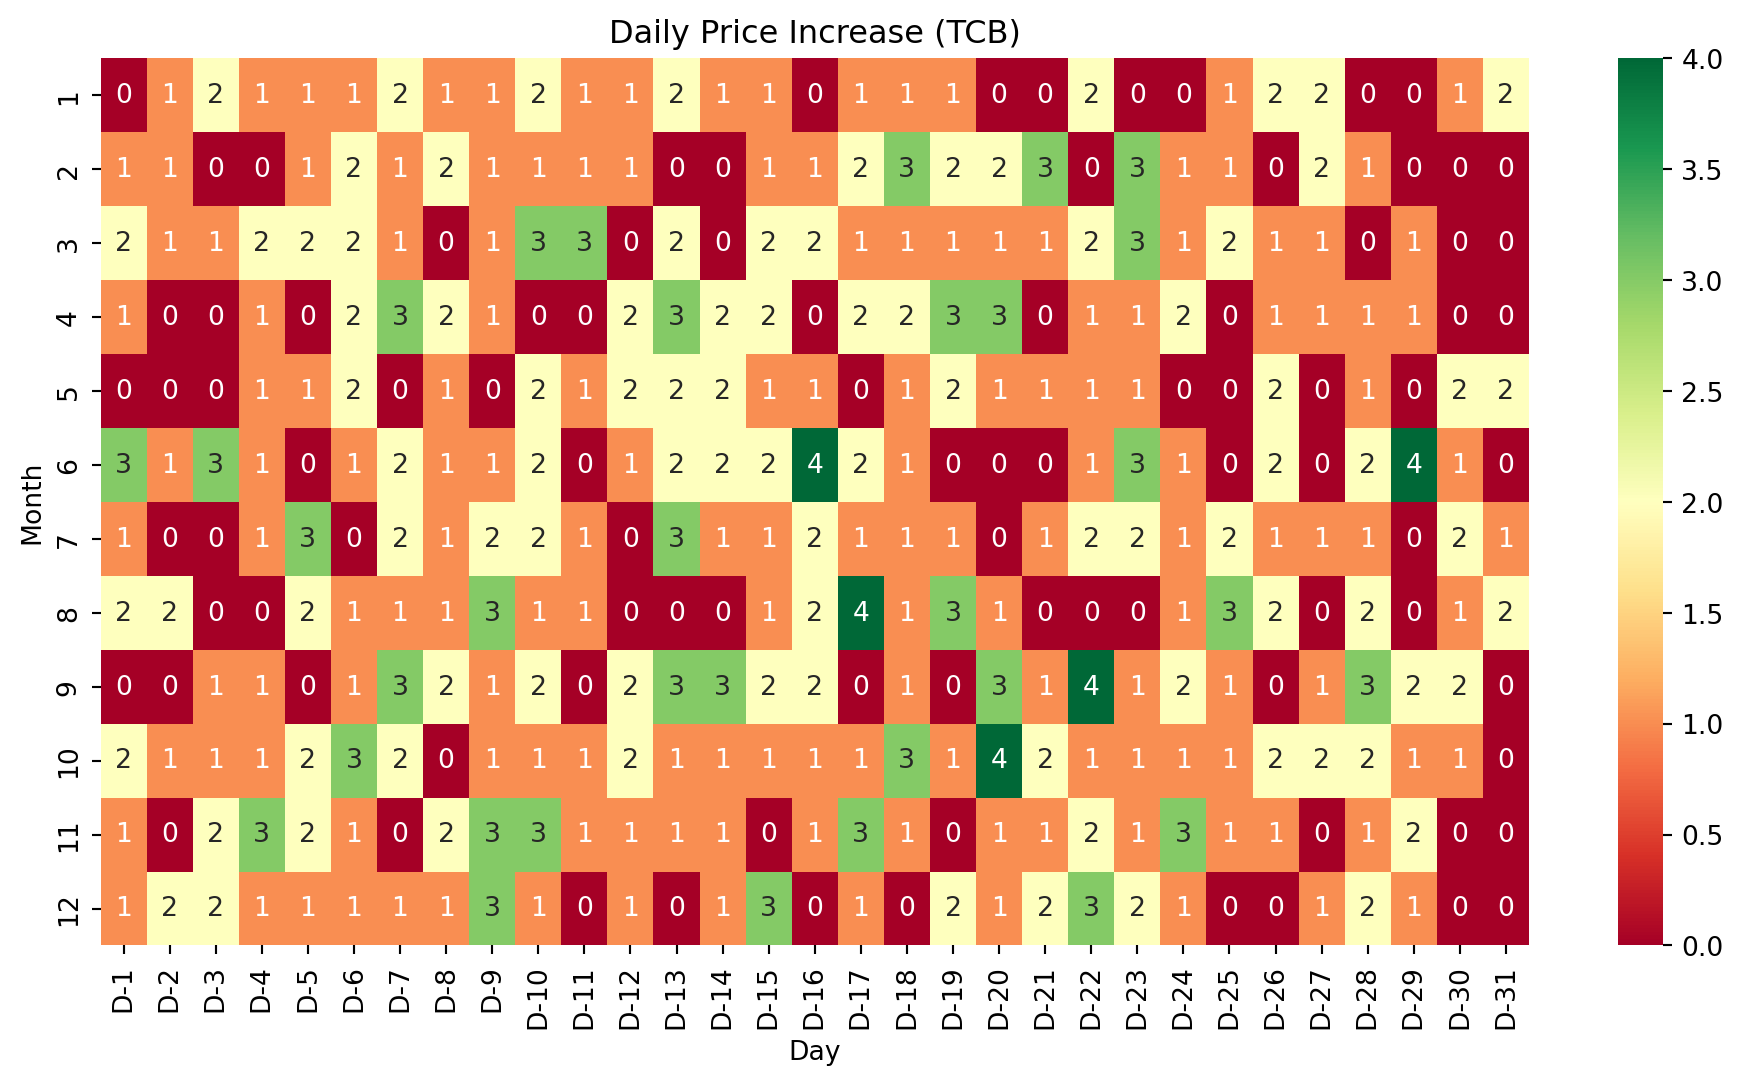 Daily Price Increase (TCB)
1 0 1 2 1 1 1 2 1 1 2 1 1 2 1 1 0 1 1 1 0 0 2 0 0 1 2 2 0 0 1 2
2 1 1 0 0 1 2 1 2 1 1 1 1 0 0 1 1 2 3 2 2 3 0 3 1 1 0 2 1 0 0 0
3 2 1 1 2 2 2 1 0 1 3 3 0 2 0 2 2 1 1 1 1 1 2 3 1 2 1 1 0 1 0 0
4 1 0 0 1 0 2 3 2 1 0 0 2 3 2 2 0 2 2 3 3 0 1 1 2 0 1 1 1 1 0 0
5 0 0 0 1 1 2 0 1 0 2 1 2 2 2 1 1 0 1 2 1 1 1 1 0 0 2 0 1 0 2 2
6 3 1 3 1 0 1 2 1 1 2 0 1 2 2 2 4 2 1 0 0 0 1 3 1 0 2 0 2 4 1 0
7 1 0 0 1 3 0 2 1 2 2 1 0 3 1 1 2 1 1 1 0 1 2 2 1 2 1 1 1 0 2 1
8 2 2 0 0 2 1 1 1 3 1 1 0 0 0 1 2 4 1 3 1 0 0 0 1 3 2 0 2 0 1 2
9 0 0 1 1 0 1 3 2 1 2 0 2 3 3 2 2 0 1 0 3 1 4 1 2 1 0 1 3 2 2 0
10 2 1 1 1 2 3 2 0 1 1 1 2 1 1 1 1 1 3 1 4 2 1 1 1 1 2 2 2 1 1 0
11 1 0 2 3 2 1 0 2 3 3 1 1 1 1 0 1 3 1 0 1 1 2 1 3 1 1 0 1 2 0 0
12 1 2 2 1 1 1 1 1 3 1 0 1 0 1 3 0 1 0 2 1 2 3 2 1 0 0 1 2 1 0 0
Month
D-1 D-2 D-3 D-4 D-5 D-6 D-7 D-8 D-9 D-10 D-11 D-12 D-13 D-14 D-15 D-16 D-17 D-18 D-19 D-20 D-21 D-22 D-23 D-24 D-25 D-26 D-27 D-28 D-29 D-30 D-31
Day
4.0
3.5
3.0
2.5
2.0
1.5
1.0
0.5
0.0